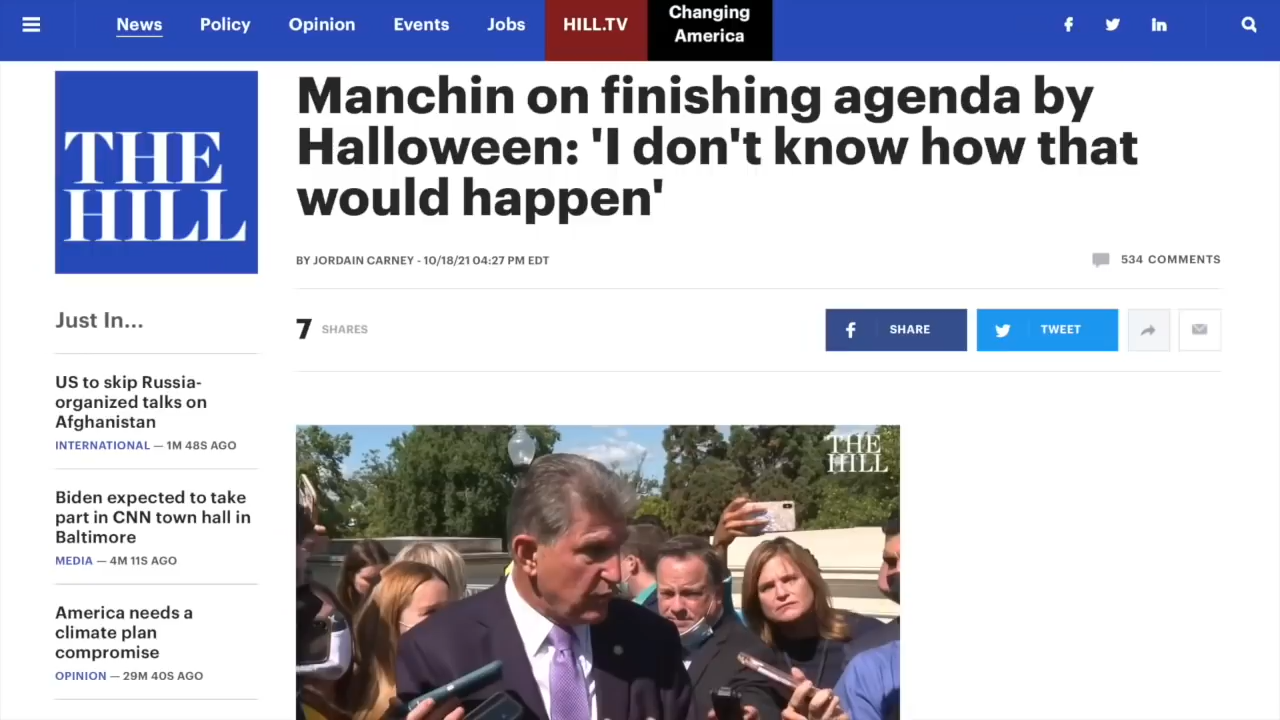 News
Policy
Opinion
Events
Jobs
HILL.TV
Changing
America
THE
HILL
Manchin on finishing agenda by
Halloween: 'I don't know how that
would happen'
BY JORDAIN CARNEY - 10/18/21 04:27 PM EDT
534 COMMENTS
7 SHARES
SHARE
TWEET
Just In...
US to skip Russia-
organized talks on
Afghanistan
INTERNATIONAL — 1M 48S AGO
Biden expected to take
part in CNN town hall in
Baltimore
MEDIA — 4M 11S AGO
America needs a
climate plan
compromise
OPINION — 29M 40S AGO
THE
HILL